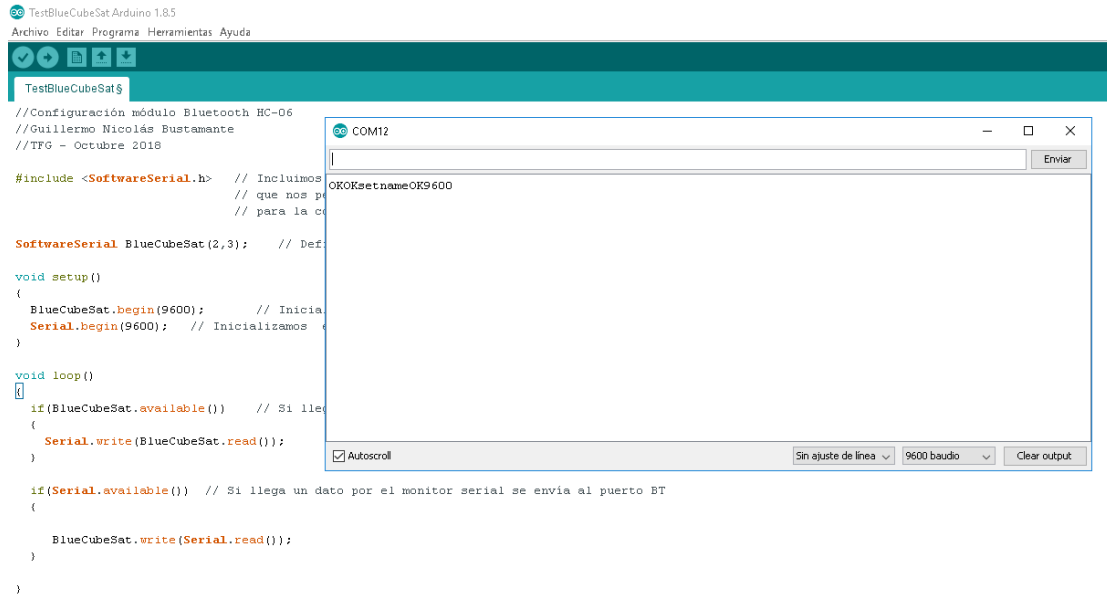 TestBlueCubeSat Arduino 1.8.5
Archivo Editar Programa Herramientas Ayuda
TestBlueCubeSat§
//Configuración módulo Bluetooth HC-06
//Guillermo Nicolás Bustamante
//TFG - Octubre 2018
#include <SoftwareSerial.h> // Incluimos
// que nos pe
// para la co
SoftwareSerial BlueCubeSat(2,3); // Defi
void setup()
{
BlueCubeSat.begin(9600); // Inicia
Serial.begin(9600); // Inicializamos e
}
void loop()
{
if(BlueCubeSat.available()) // Si lleg
{
Serial.write(BlueCubeSat.read());
}
if(Serial.available()) // Si llega un dato por el monitor serial se envía al puerto BT
{
BlueCubeSat.write(Serial.read());
}
}
COM12
Enviar
OKOKsetnameOK9600
Autoscroll
Sin ajuste de línea
9600 baudio
Clear output